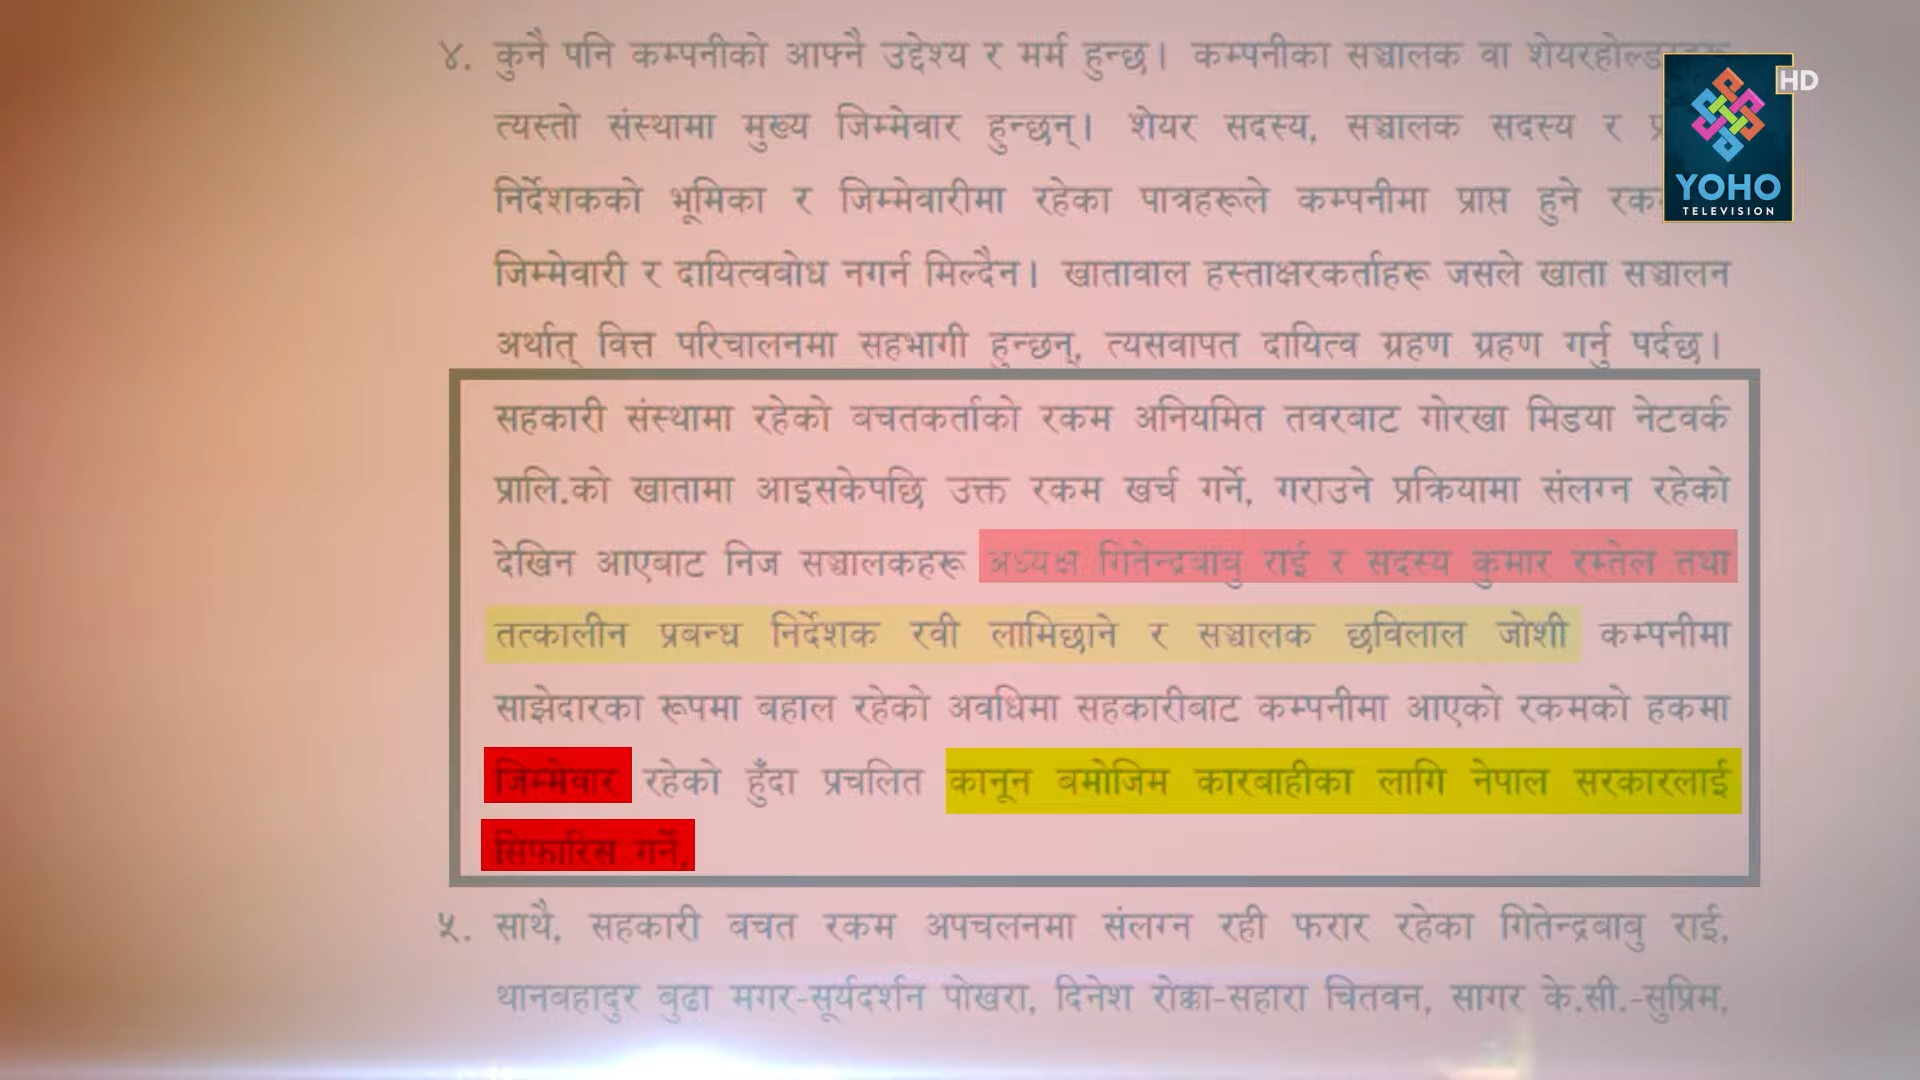 ४. कुनै पनि कम्पनीको आफ्नै उद्देश्य र मर्म हुन्छ। कम्पनीका सञ्चालक वा
त्यस्तो संस्थामा मुख्य जिम्मेवार हुन्छन्। शेयर सदस्य, सञ्चालक सदस्य र
निर्देशकको भूमिका र जिम्मेवारीमा रहेका पात्रहरूले कम्पनीमा प्राप्त हुने
जिम्मेवारी र दायित्वबोध नगर्न मिल्दैन। खातावाल हस्ताक्षरकर्ताहरू जसले खाता सञ्चालन
अर्थात् वित्त परिचालनमा सहभागी हुन्छन्, त्यसवापत दायित्व ग्रहण ग्रहण गर्नु पर्दछ।
सहकारी संस्थामा रहेको बचतकर्ताको रकम अनियमित तवरबाट गोरखा मिडया नेटवर्क
प्रालि.को खातामा आइसकेपछि उक्त रकम खर्च गर्ने, गराउने प्रक्रियामा संलग्न रहेको
देखिन आएबाट निज सञ्चालकहरू अध्यक्ष गितेन्द्रबाबु राई र सदस्य कुमार रम्तेल तथा
तत्कालीन प्रबन्ध निर्देशक रवी लामिछाने र सञ्चालक छविलाल जोशी कम्पनीमा
साझेदारका रूपमा बहाल रहेको अवधिमा सहकारीबाट कम्पनीमा आएको रकमको हकमा
जिम्मेवार रहेको हुँदा प्रचलित कानून बमोजिम कारबाहीका लागि नेपाल सरकारलाई
सिफारिस गर्ने,
५. साथै, सहकारी बचत रकम अपचलनमा संलग्न रही फरार रहेका गितेन्द्रबाबु राई,
थानबहादुर बुढा मगर-सूर्यदर्शन पोखरा, दिनेश रोक्का-सहारा चितवन, सागर के.सी.-सुप्रिम,
HD
YOHO
TELEVISION